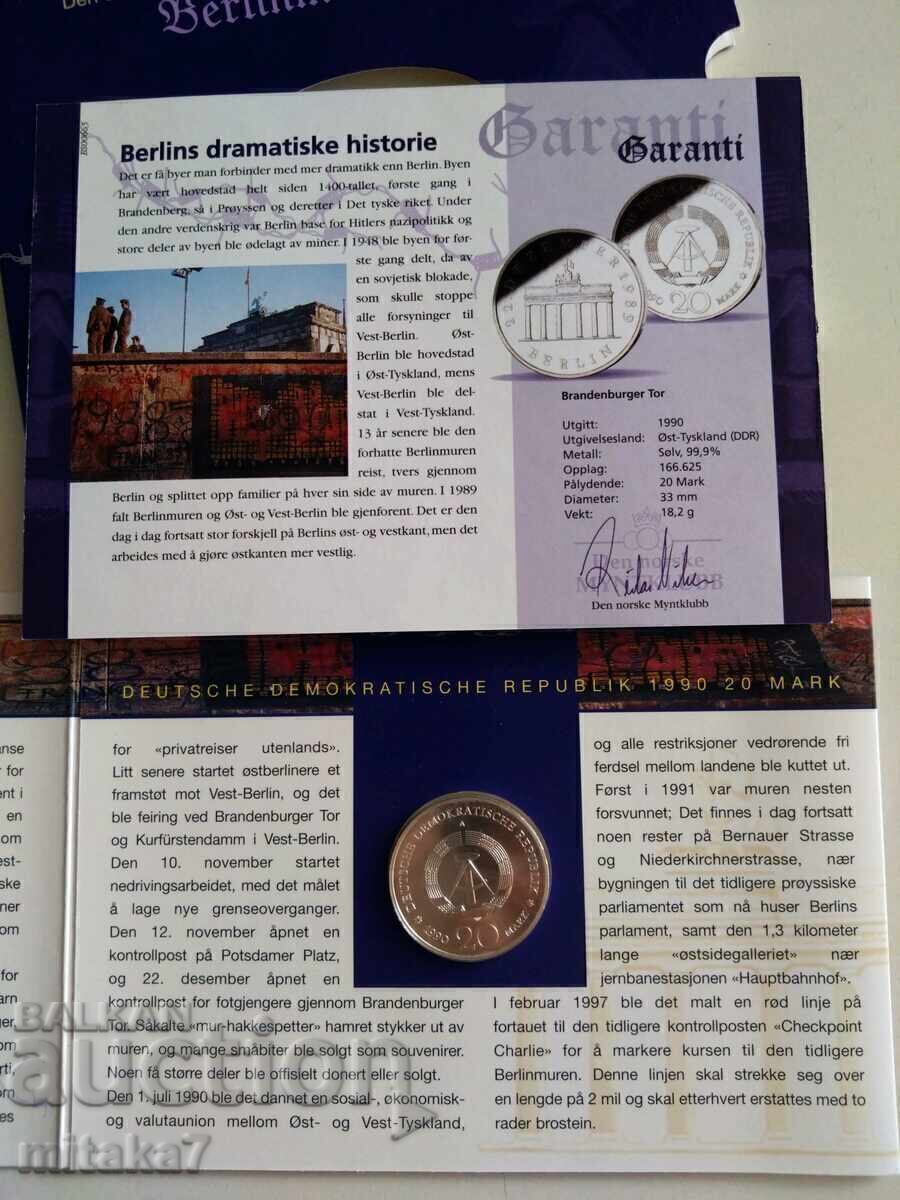 Den
Berlin
3800665
Berlins dramatiske historie
Det er få byer man forbinder med mer dramatikk enn Berlin. Byen
har vært hovedstad helt siden 1400-tallet, første gang i
Brandenberg, så i Prøyssen og deretter i Det tyske riket. Under
den andre verdenskrig var Berlin base for Hitlers nazipolitikk og
store deler av byen ble ødelagt av miner. I 1948 ble byen for før-
ste gang delt, da av
en sovjetisk blokade,
som skulle stoppe
alle forsyninger til
Vest-Berlin. Øst-
Berlin ble hovedstad
i Øst-Tyskland, mens
Vest-Berlin ble del-
stat i Vest-Tyskland.
13 år senere ble den
forhatte Berlinmuren
reist, tvers gjennom
Berlin og splittet opp familier på hver sin side av muren. I 1989
falt Berlinmuren og Øst- og Vest-Berlin ble gjenforent. Det er den
dag i dag fortsatt stor forskjell på Berlins øst- og vestkant, men det
arbeides med å gjøre østkanten mer vestlig.
Garanti
Garanti
22. DEZEMBER 1989
BERLIN
20 MARK
Brandenburger Tor
Utgitt: 1990
Utgivelsesland: Øst-Tyskland (DDR)
Metall: Sølv, 99,9%
Opplag: 166.625
Pålydende: 20 Mark
Diameter: 33 mm
Vekt: 18,2 g
Den norske
MYNTKLUBB
Den norske Myntklubb
DEUTSCHE DEMOKRATISCHE REPUBLIK 1990 20 MARK
for «privatreiser utenlands».
Litt senere startet østberlinere et
framstøt mot Vest-Berlin, og det
ble feiring ved Brandenburger Tor
og Kurfürstendamm i Vest-Berlin.
Den 10. november startet
nedrivingsarbeidet, med det målet
å lage nye grenseoverganger.
Den 12. november åpnet en
kontrollpost på Potsdamer Platz,
og 22. desember åpnet en
kontrollpost for fotgjengere gjennom Brandenburger
Tor. Såkalte «mur-hakkespetter» hamret stykker ut av
muren, og mange småbiter ble solgt som souvenirer.
Noen få større deler ble offisielt donert eller solgt.
Den 1. juli 1990 ble det dannet en sosial-, økonomisk-
og valutaunion mellom Øst- og Vest-Tyskland,
DEUTSCHE DEMOKRATISCHE REPUBLIK
A
1990 20 MARK
og alle restriksjoner vedrørende fri
ferdsel mellom landene ble kuttet ut.
Først i 1991 var muren nesten
forsvunnet; Det finnes i dag fortsatt
noen rester på Bernauer Strasse
og Niederkirchnerstrasse, nær
bygningen til det tidligere prøyssiske
parliamentet som nå huser Berlins
parlament, samt den 1,3 kilometer
lange «østsidegalleriet» nær
jernbanestasjonen «Hauptbahnhof».
I februar 1997 ble det malt en rød linje på
fortauet til den tidligere kontrollposten «Checkpoint
Charlie» for å markere kursen til den tidligere
Berlinmuren. Denne linjen skal strekke seg over
en lengde på 2 mil og skal etterhvert erstattes med to
rader brostein.
BALKAN
auction
mitaka7